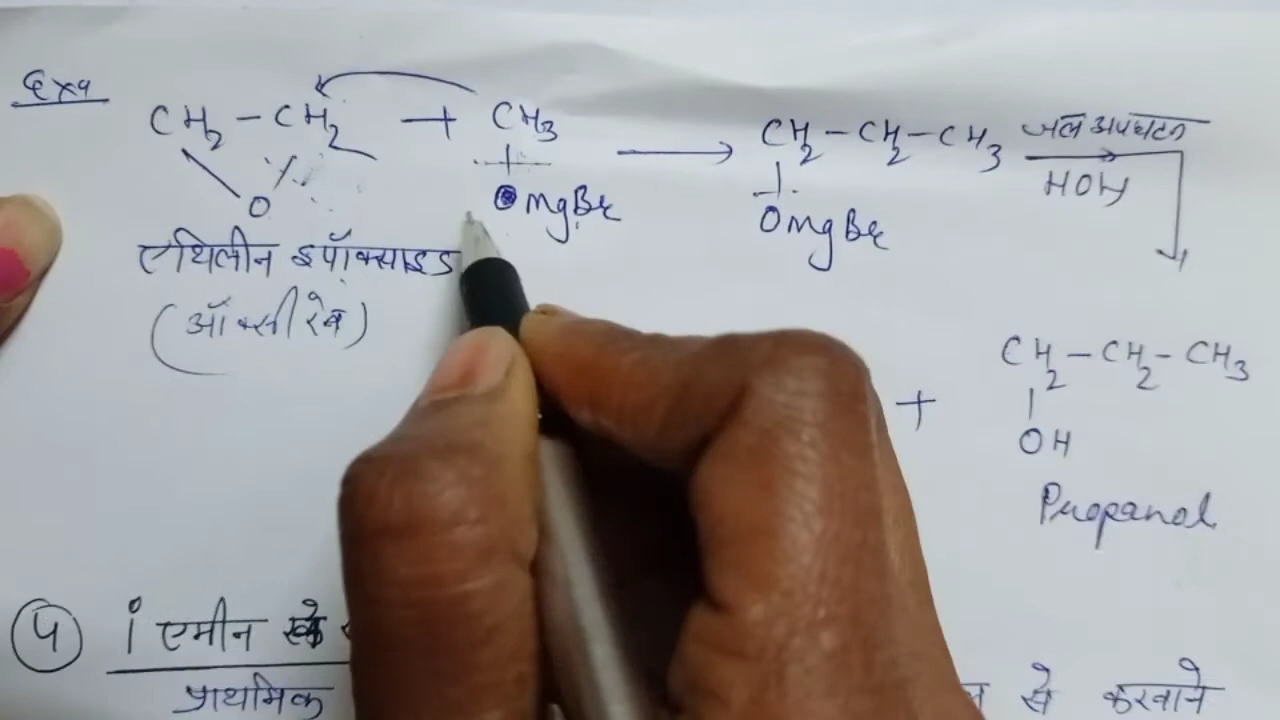 Exa
CH2 - CH2 + CH3 → CH2 - CH2 - CH3 जल अपघटन
O MgBr OMgBr HOH
एथिलीन इपॉक्साइड
(ऑक्सीरेन)
CH2 - CH2 - CH3
+
OH
Propanol
4 i एमीन
प्राथमिक से करवाने